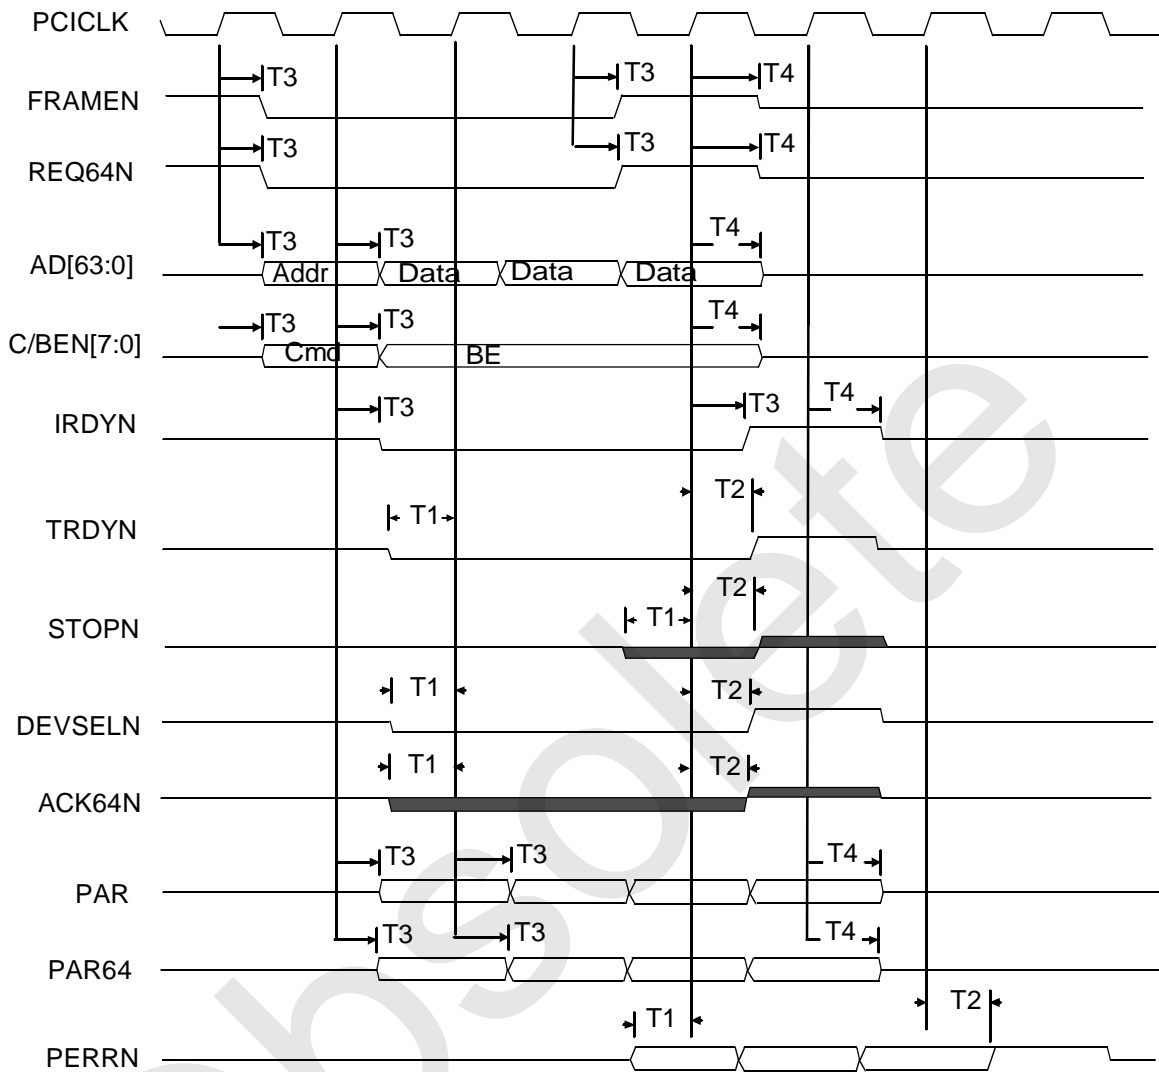 PCICLK
T3 T3 T4
FRAMEN
T3 T3 T4
REQ64N
T3 T3 T4
AD[63:0] Addr Data Data Data
T3 T3 T4
C/BEN[7:0] Cmd BE
T3 T3 T4
IRDYN
T2
T1
TRDYN
T2
T1
STOPN
T1 T2
DEVSELN
T1 T2
ACK64N
T3 T3 T4
PAR
T3 T3 T4
PAR64
T2
T1
PERRN
Obsolete